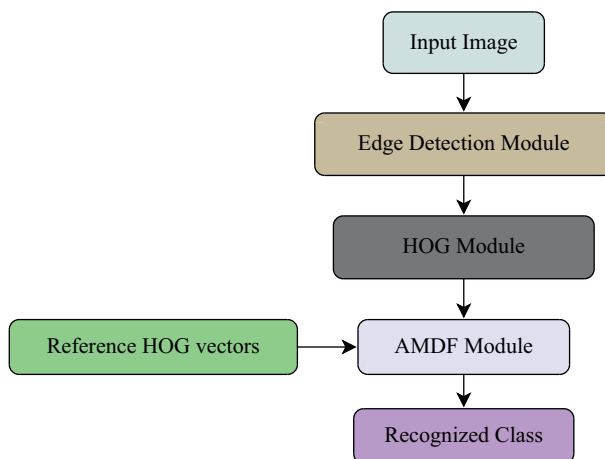 Input Image
Edge Detection Module
HOG Module
Reference HOG vectors
AMDF Module
Recognized Class